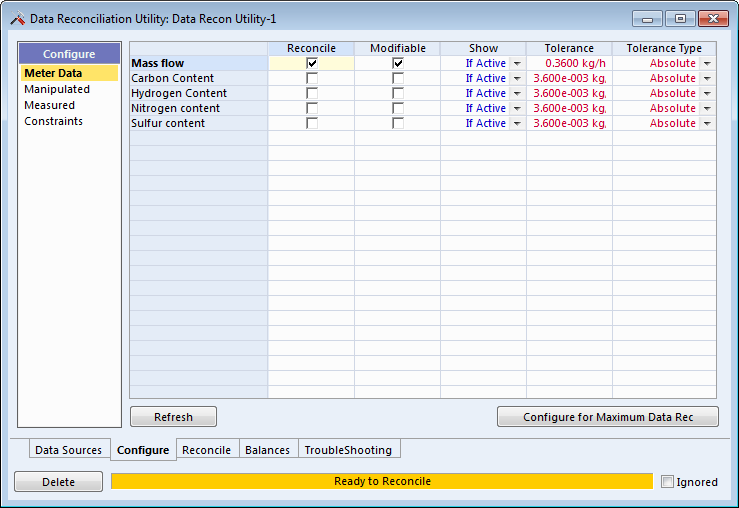 Data Reconciliation Utility: Data Recon Utility-1
Configure
Meter Data
Manipulated
Measured
Constraints
Reconcile Modifiable Show Tolerance Tolerance Type
Mass flow If Active 0.3600 kg/h Absolute
Carbon Content If Active 3.600e-003 kg, Absolute
Hydrogen Content If Active 3.600e-003 kg, Absolute
Nitrogen content If Active 3.600e-003 kg, Absolute
Sulfur content If Active 3.600e-003 kg, Absolute
Refresh Configure for Maximum Data Rec
Data Sources Configure Reconcile Balances TroubleShooting
Delete Ready to Reconcile Ignored